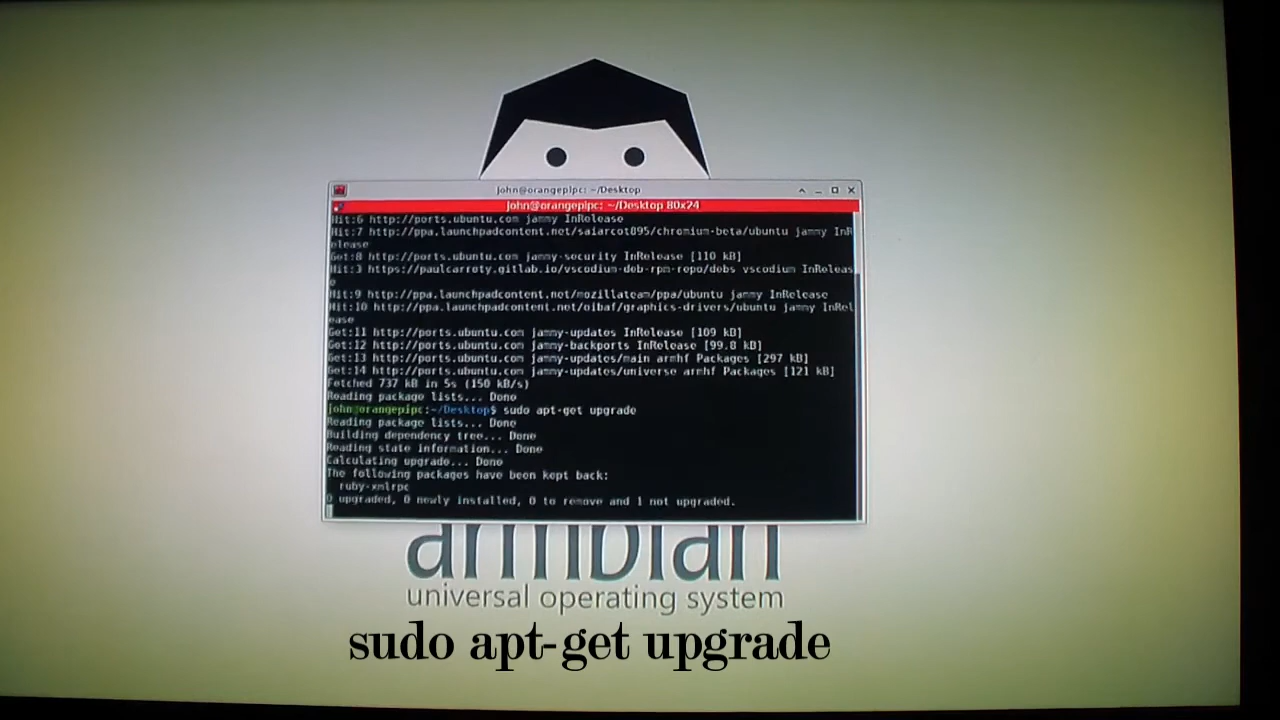 john@orangepipc: ~/Desktop
john@orangepipc: ~/Desktop 80x24
Hit:6 http://ports.ubuntu.com jammy InRelease
Hit:7 http://ppa.launchpadcontent.net/saiarcot895/chromium-beta/ubuntu jammy InR
elease
Get:8 http://ports.ubuntu.com jammy-security InRelease [110 kB]
Hit:3 https://paulcarroty.gitlab.io/vscodium-deb-rpm-repo/debs vscodium InReleas
e
Hit:9 http://ppa.launchpadcontent.net/mozillateam/ppa/ubuntu jammy InRelease
Hit:10 http://ppa.launchpadcontent.net/oibaf/graphics-drivers/ubuntu jammy InRel
ease
Get:11 http://ports.ubuntu.com jammy-updates InRelease [109 kB]
Get:12 http://ports.ubuntu.com jammy-backports InRelease [99.8 kB]
Get:13 http://ports.ubuntu.com jammy-updates/main armhf Packages [297 kB]
Get:14 http://ports.ubuntu.com jammy-updates/universe armhf Packages [121 kB]
Fetched 737 kB in 5s (150 kB/s)
Reading package lists... Done
john@orangepipc:~/Desktop$ sudo apt-get upgrade
Reading package lists... Done
Building dependency tree... Done
Reading state information... Done
Calculating upgrade... Done
The following packages have been kept back:
ruby-xmlrpc
0 upgraded, 0 newly installed, 0 to remove and 1 not upgraded.
armbian
universal operating system
sudo apt-get upgrade